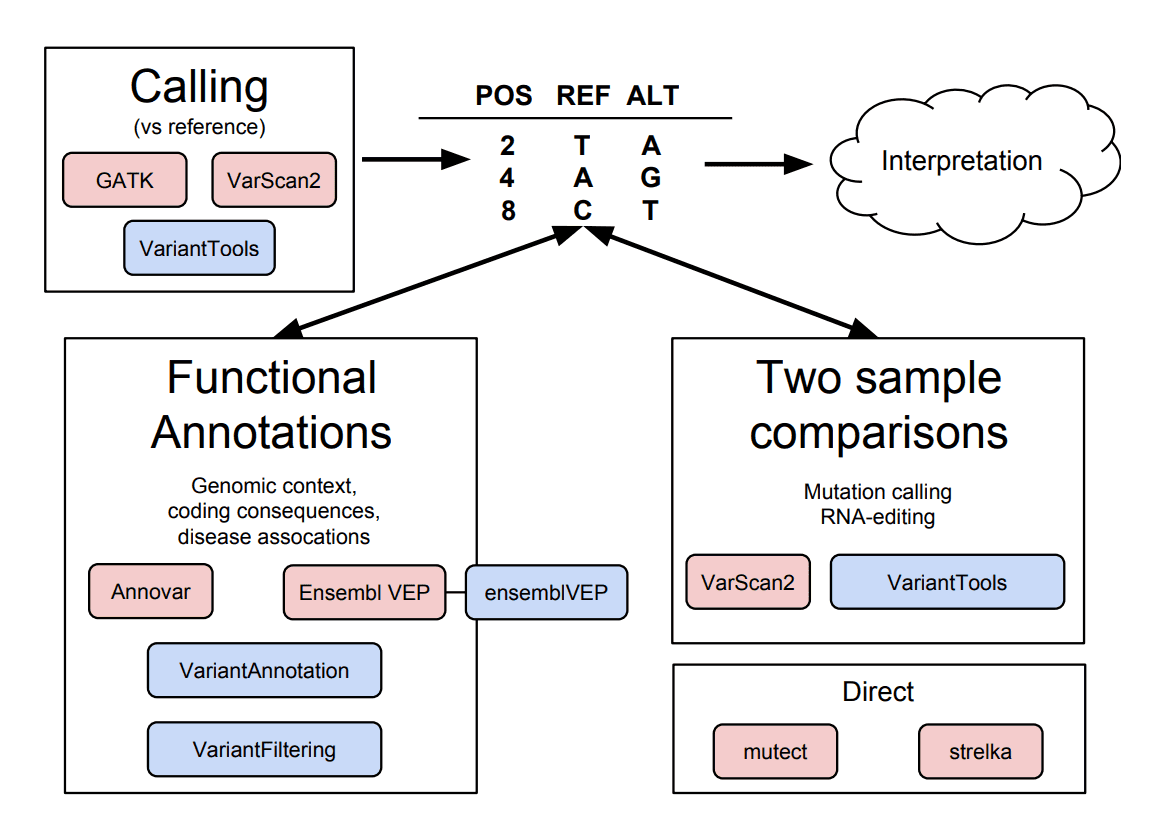 Calling
(vs reference)
GATK
VarScan2
VariantTools
POS REF ALT
2 T A
4 A G
8 C T
Interpretation
Functional
Annotations
Genomic context,
coding consequences,
disease assocations
Annovar
Ensembl VEP
ensemblVEP
VariantAnnotation
VariantFiltering
Two sample
comparisons
Mutation calling
RNA-editing
VarScan2
VariantTools
Direct
mutect
strelka